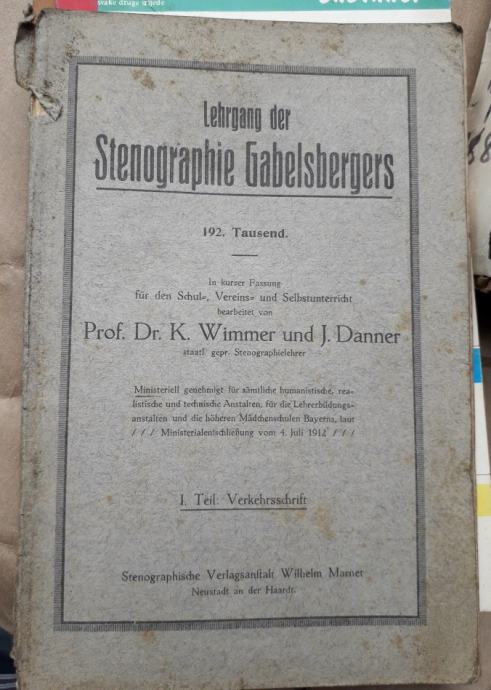 svake druge srijede
Lehrgang der
Stenographie Gabelsbergers
192. Tausend.
In kurzer Fassung
für den Schul-, Vereins- und Selbstunterricht
bearbeitet von
Prof. Dr. K. Wimmer und J. Danner
staatl. gepr. Stenographielehrer
Ministeriell genehmigt für sämtliche humanistische, rea-
listische und technische Anstalten, für die Lehrerbildungs-
anstalten und die höheren Mädchenschulen Bayerns, laut
/ / / Ministerialentschließung vom 4. Juli 1912 / / /
I. Teil: Verkehrsschrift
Stenographische Verlagsanstalt Wilhelm Marnet
Neustadt an der Haardt.